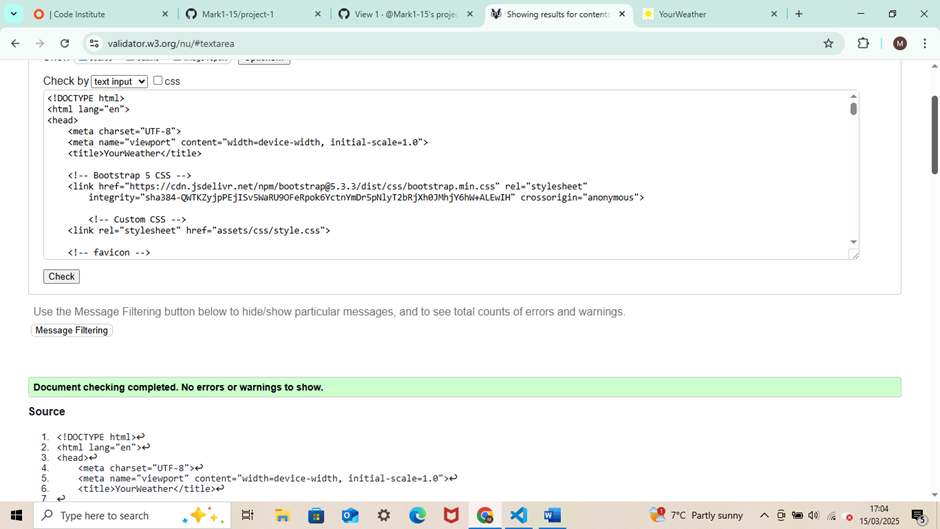 | Code Institute
Mark1-15/project-1
View 1 · @Mark1-15's projec
Showing results for contents
YourWeather
validator.w3.org/nu/#textarea
M
Check by text input css
<!DOCTYPE html>
<html lang="en">
<head>
<meta charset="UTF-8">
<meta name="viewport" content="width=device-width, initial-scale=1.0">
<title>YourWeather</title>
<!-- Bootstrap 5 CSS -->
<link href="https://cdn.jsdelivr.net/npm/bootstrap@5.3.3/dist/css/bootstrap.min.css" rel="stylesheet"
integrity="sha384-QWTKZyjpPEjISv5WaRU9OFeRpok6YctnYmDr5pNlyT2bRjXh0JMhjY6hW+ALEwIH" crossorigin="anonymous">
<!-- Custom CSS -->
<link rel="stylesheet" href="assets/css/style.css">
<!-- favicon -->
Check
Use the Message Filtering button below to hide/show particular messages, and to see total counts of errors and warnings.
Message Filtering
Document checking completed. No errors or warnings to show.
Source
1. <!DOCTYPE html>↩
2. <html lang="en">↩
3. <head>↩
4. <meta charset="UTF-8">↩
5. <meta name="viewport" content="width=device-width, initial-scale=1.0">↩
6. <title>YourWeather</title>↩
7. ↩
Type here to search
1
7°C Partly sunny
17:04
15/03/2025
5